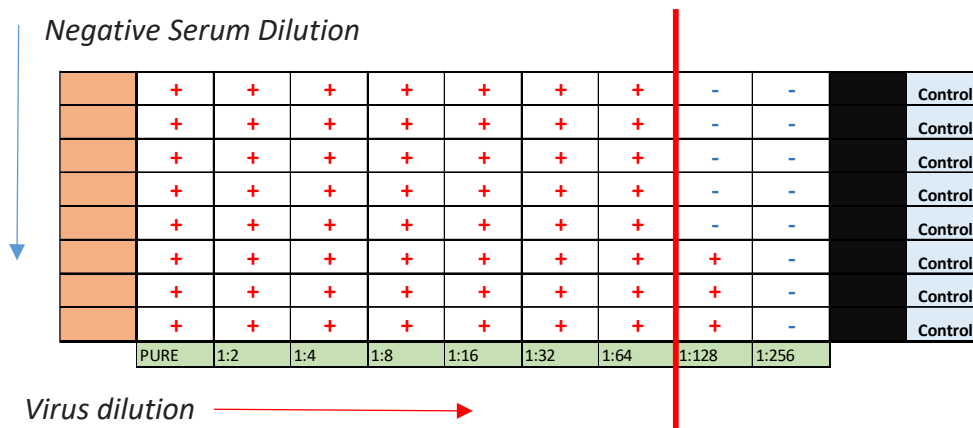 Negative Serum Dilution
+ + + + + + + - - Control
+ + + + + + + - - Control
+ + + + + + + - - Control
+ + + + + + + - - Control
+ + + + + + + - - Control
+ + + + + + + + - Control
+ + + + + + + + - Control
+ + + + + + + + - Control
PURE 1:2 1:4 1:8 1:16 1:32 1:64 1:128 1:256
Virus dilution